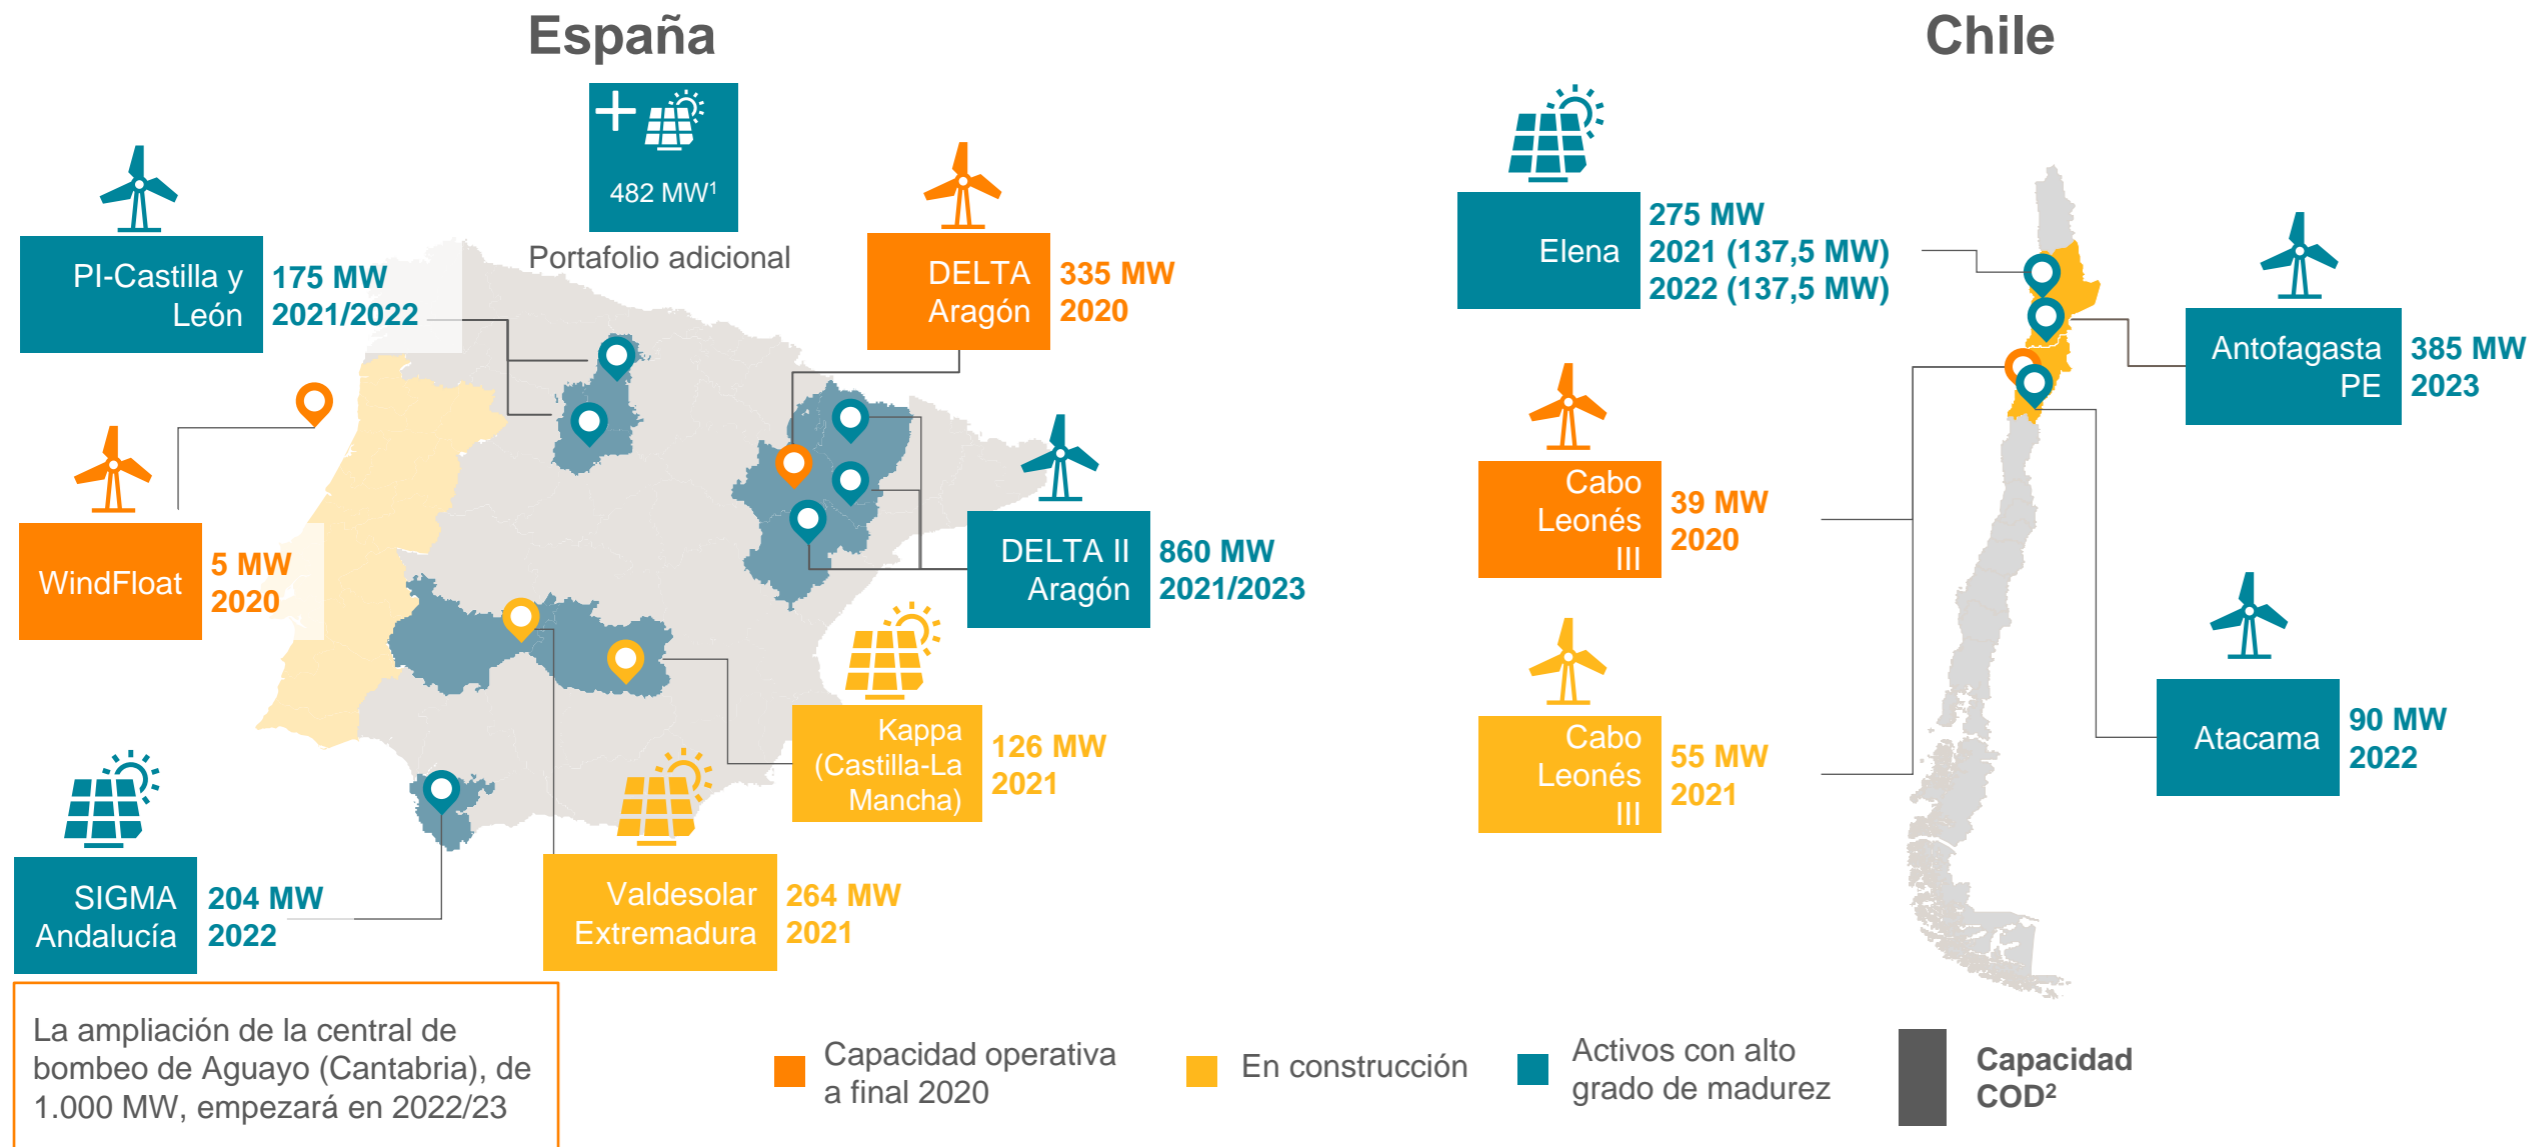 España
Chile
482 MW¹
Portafolio adicional
PI-Castilla y
León
175 MW
2021/2022
DELTA
Aragón
335 MW
2020
WindFloat
5 MW
2020
DELTA II
Aragón
860 MW
2021/2023
Kappa
(Castilla-La
Mancha)
126 MW
2021
SIGMA
Andalucía
204 MW
2022
Valdesolar
Extremadura
264 MW
2021
Elena
275 MW
2021 (137,5 MW)
2022 (137,5 MW)
Antofagasta
PE
385 MW
2023
Cabo
Leonés
III
39 MW
2020
Cabo
Leonés
III
55 MW
2021
Atacama
90 MW
2022
La ampliación de la central de
bombeo de Aguayo (Cantabria), de
1.000 MW, empezará en 2022/23
Capacidad operativa
a final 2020
En construcción
Activos con alto
grado de madurez
Capacidad
COD²